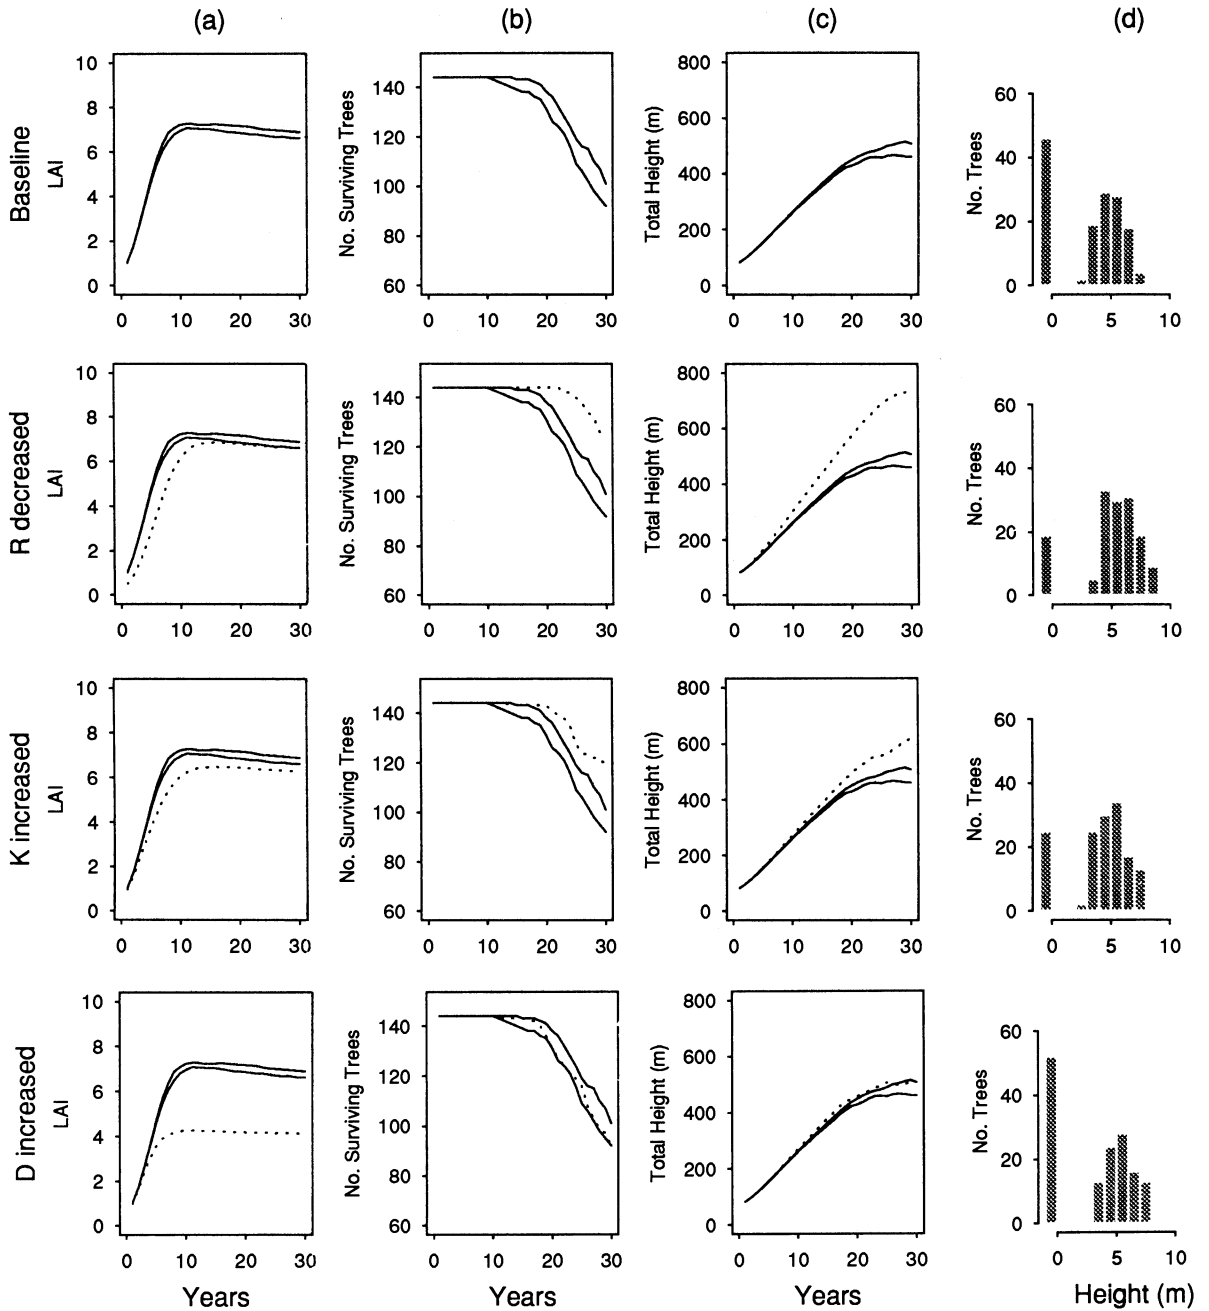 (a) (b) (c) (d)
Baseline
LAI
10
8
6
4
2
0
0 10 20 30
No. Surviving Trees
140
120
100
80
60
0 10 20 30
Total Height (m)
800
600
400
200
0
0 10 20 30
No. Trees
60
40
20
0
0 5 10
R decreased
LAI
10
8
6
4
2
0
0 10 20 30
No. Surviving Trees
140
120
100
80
60
0 10 20 30
Total Height (m)
800
600
400
200
0
0 10 20 30
No. Trees
60
40
20
0
0 5 10
K increased
LAI
10
8
6
4
2
0
0 10 20 30
No. Surviving Trees
140
120
100
80
60
0 10 20 30
Total Height (m)
800
600
400
200
0
0 10 20 30
No. Trees
60
40
20
0
0 5 10
D increased
LAI
10
8
6
4
2
0
0 10 20 30
Years
No. Surviving Trees
140
120
100
80
60
0 10 20 30
Years
Total Height (m)
800
600
400
200
0
0 10 20 30
Years
No. Trees
60
40
20
0
0 5 10
Height (m)